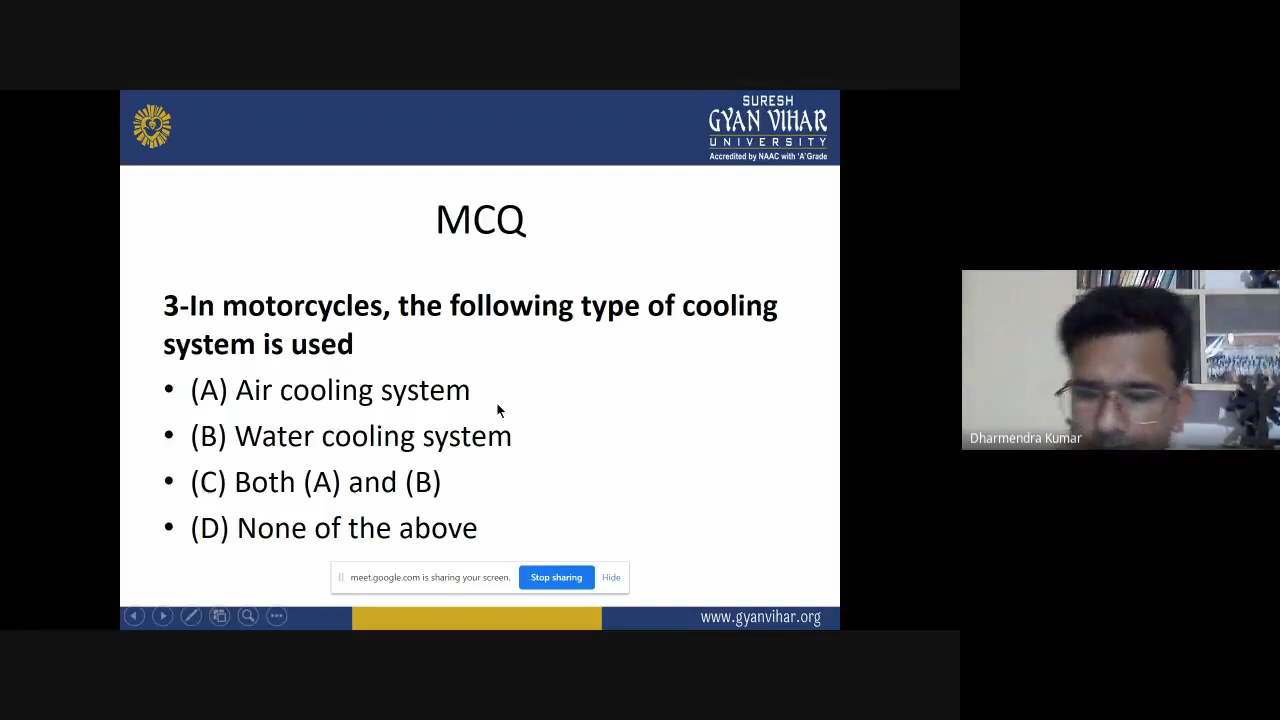 SURESH
GYAN VIHAR
UNIVERSITY
Accredited by NAAC with 'A' Grade
MCQ
3-In motorcycles, the following type of cooling
system is used
• (A) Air cooling system
• (B) Water cooling system
• (C) Both (A) and (B)
• (D) None of the above
meet.google.com is sharing your screen.
Stop sharing
Hide
www.gyanvihar.org
Dharmendra Kumar